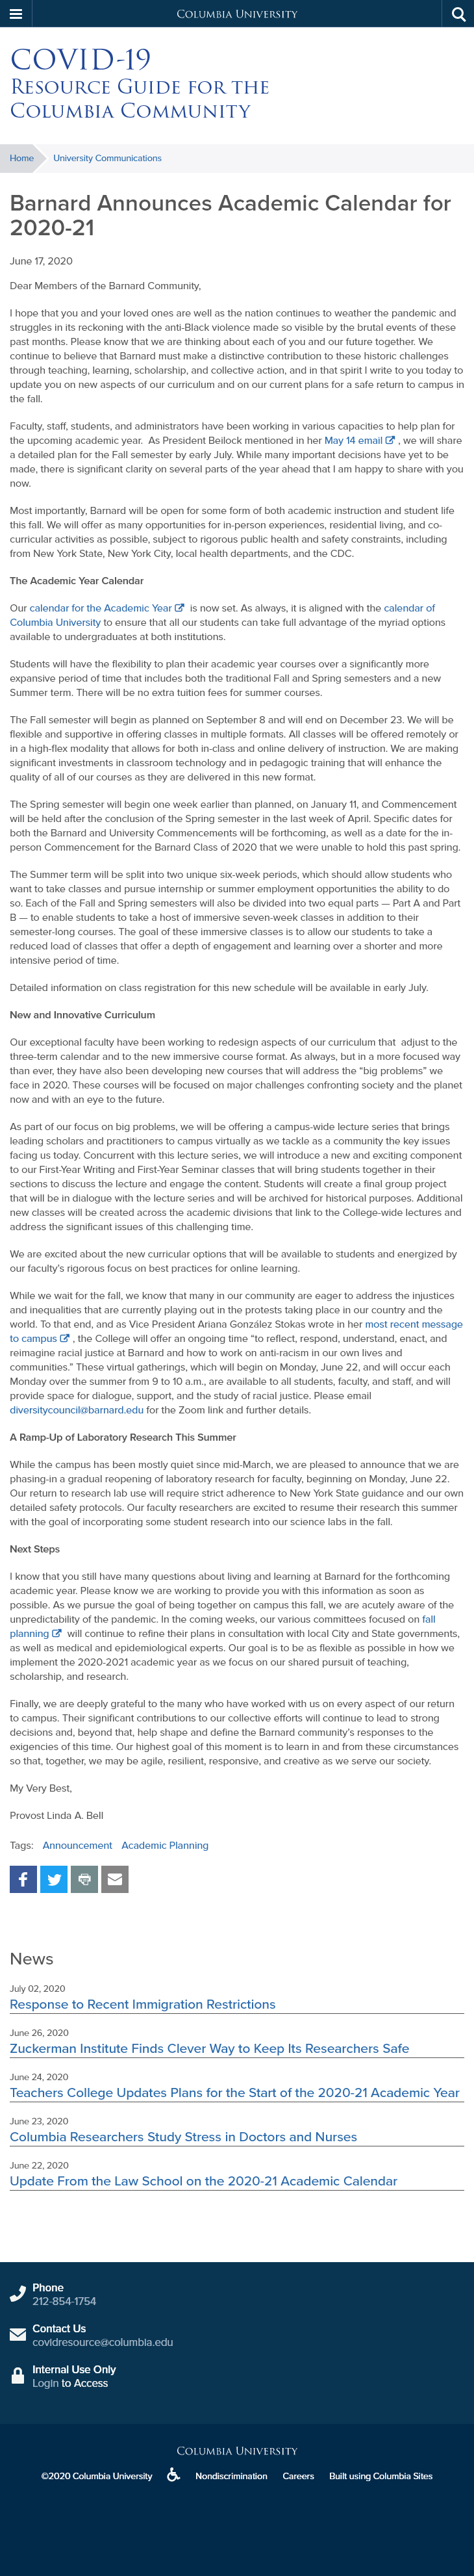 Columbia University
COVID-19
Resource Guide for the
Columbia Community
Home University Communications
Barnard Announces Academic Calendar for
2020-21
June 17, 2020
Dear Members of the Barnard Community,
I hope that you and your loved ones are well as the nation continues to weather the pandemic and
struggles in its reckoning with the anti-Black violence made so visible by the brutal events of these
past months. Please know that we are thinking about each of you and our future together. We
continue to believe that Barnard must make a distinctive contribution to these historic challenges
through teaching, learning, scholarship, and collective action, and in that spirit I write to you today to
update you on new aspects of our curriculum and on our current plans for a safe return to campus in
the fall.
Faculty, staff, students, and administrators have been working in various capacities to help plan for
the upcoming academic year. As President Beilock mentioned in her May 14 email , we will share
a detailed plan for the Fall semester by early July. While many important decisions have yet to be
made, there is significant clarity on several parts of the year ahead that I am happy to share with you
now.
Most importantly, Barnard will be open for some form of both academic instruction and student life
this fall. We will offer as many opportunities for in-person experiences, residential living, and co-
curricular activities as possible, subject to rigorous public health and safety constraints, including
from New York State, New York City, local health departments, and the CDC.
The Academic Year Calendar
Our calendar for the Academic Year is now set. As always, it is aligned with the calendar of
Columbia University to ensure that all our students can take full advantage of the myriad options
available to undergraduates at both institutions.
Students will have the flexibility to plan their academic year courses over a significantly more
expansive period of time that includes both the traditional Fall and Spring semesters and a new
Summer term. There will be no extra tuition fees for summer courses.
The Fall semester will begin as planned on September 8 and will end on December 23. We will be
flexible and supportive in offering classes in multiple formats. All classes will be offered remotely or
in a high-flex modality that allows for both in-class and online delivery of instruction. We are making
significant investments in classroom technology and in pedagogic training that will enhance the
quality of all of our courses as they are delivered in this new format.
The Spring semester will begin one week earlier than planned, on January 11, and Commencement
will be held after the conclusion of the Spring semester in the last week of April. Specific dates for
both the Barnard and University Commencements will be forthcoming, as well as a date for the in-
person Commencement for the Barnard Class of 2020 that we were unable to hold this past spring.
The Summer term will be split into two unique six-week periods, which should allow students who
want to take classes and pursue internship or summer employment opportunities the ability to do
so. Each of the Fall and Spring semesters will also be divided into two equal parts — Part A and Part
B — to enable students to take a host of immersive seven-week classes in addition to their
semester-long courses. The goal of these immersive classes is to allow our students to take a
reduced load of classes that offer a depth of engagement and learning over a shorter and more
intensive period of time.
Detailed information on class registration for this new schedule will be available in early July.
New and Innovative Curriculum
Our exceptional faculty have been working to redesign aspects of our curriculum that adjust to the
three-term calendar and to the new immersive course format. As always, but in a more focused way
than ever, they have also been developing new courses that will address the “big problems” we
face in 2020. These courses will be focused on major challenges confronting society and the planet
now and with an eye to the future.
As part of our focus on big problems, we will be offering a campus-wide lecture series that brings
leading scholars and practitioners to campus virtually as we tackle as a community the key issues
facing us today. Concurrent with this lecture series, we will introduce a new and exciting component
to our First-Year Writing and First-Year Seminar classes that will bring students together in their
sections to discuss the lecture and engage the content. Students will create a final group project
that will be in dialogue with the lecture series and will be archived for historical purposes. Additional
new classes will be created across the academic divisions that link to the College-wide lectures and
address the significant issues of this challenging time.
We are excited about the new curricular options that will be available to students and energized by
our faculty’s rigorous focus on best practices for online learning.
While we wait for the fall, we know that many in our community are eager to address the injustices
and inequalities that are currently playing out in the protests taking place in our country and the
world. To that end, and as Vice President Ariana González Stokas wrote in her most recent message
to campus , the College will offer an ongoing time “to reflect, respond, understand, enact, and
reimagine racial justice at Barnard and how to work on anti-racism in our own lives and
communities.” These virtual gatherings, which will begin on Monday, June 22, and will occur each
Monday over the summer from 9 to 10 a.m., are available to all students, faculty, and staff, and will
provide space for dialogue, support, and the study of racial justice. Please email
diversitycouncil@barnard.edu for the Zoom link and further details.
A Ramp-Up of Laboratory Research This Summer
While the campus has been mostly quiet since mid-March, we are pleased to announce that we are
phasing-in a gradual reopening of laboratory research for faculty, beginning on Monday, June 22.
Our return to research lab use will require strict adherence to New York State guidance and our own
detailed safety protocols. Our faculty researchers are excited to resume their research this summer
with the goal of incorporating some student research into our science labs in the fall.
Next Steps
I know that you still have many questions about living and learning at Barnard for the forthcoming
academic year. Please know we are working to provide you with this information as soon as
possible. As we pursue the goal of being together on campus this fall, we are acutely aware of the
unpredictability of the pandemic. In the coming weeks, our various committees focused on fall
planning will continue to refine their plans in consultation with local City and State governments,
as well as medical and epidemiological experts. Our goal is to be as flexible as possible in how we
implement the 2020-2021 academic year as we focus on our shared pursuit of teaching,
scholarship, and research.
Finally, we are deeply grateful to the many who have worked with us on every aspect of our return
to campus. Their significant contributions to our collective efforts will continue to lead to strong
decisions and, beyond that, help shape and define the Barnard community’s responses to the
exigencies of this time. Our highest goal of this moment is to learn in and from these circumstances
so that, together, we may be agile, resilient, responsive, and creative as we serve our society.
My Very Best,
Provost Linda A. Bell
Tags: Announcement Academic Planning
News
July 02, 2020
Response to Recent Immigration Restrictions
June 26, 2020
Zuckerman Institute Finds Clever Way to Keep Its Researchers Safe
June 24, 2020
Teachers College Updates Plans for the Start of the 2020-21 Academic Year
June 23, 2020
Columbia Researchers Study Stress in Doctors and Nurses
June 22, 2020
Update From the Law School on the 2020-21 Academic Calendar
Phone
212-854-1754
Contact Us
covidresource@columbia.edu
Internal Use Only
Login to Access
Columbia University
©2020 Columbia University Nondiscrimination Careers Built using Columbia Sites